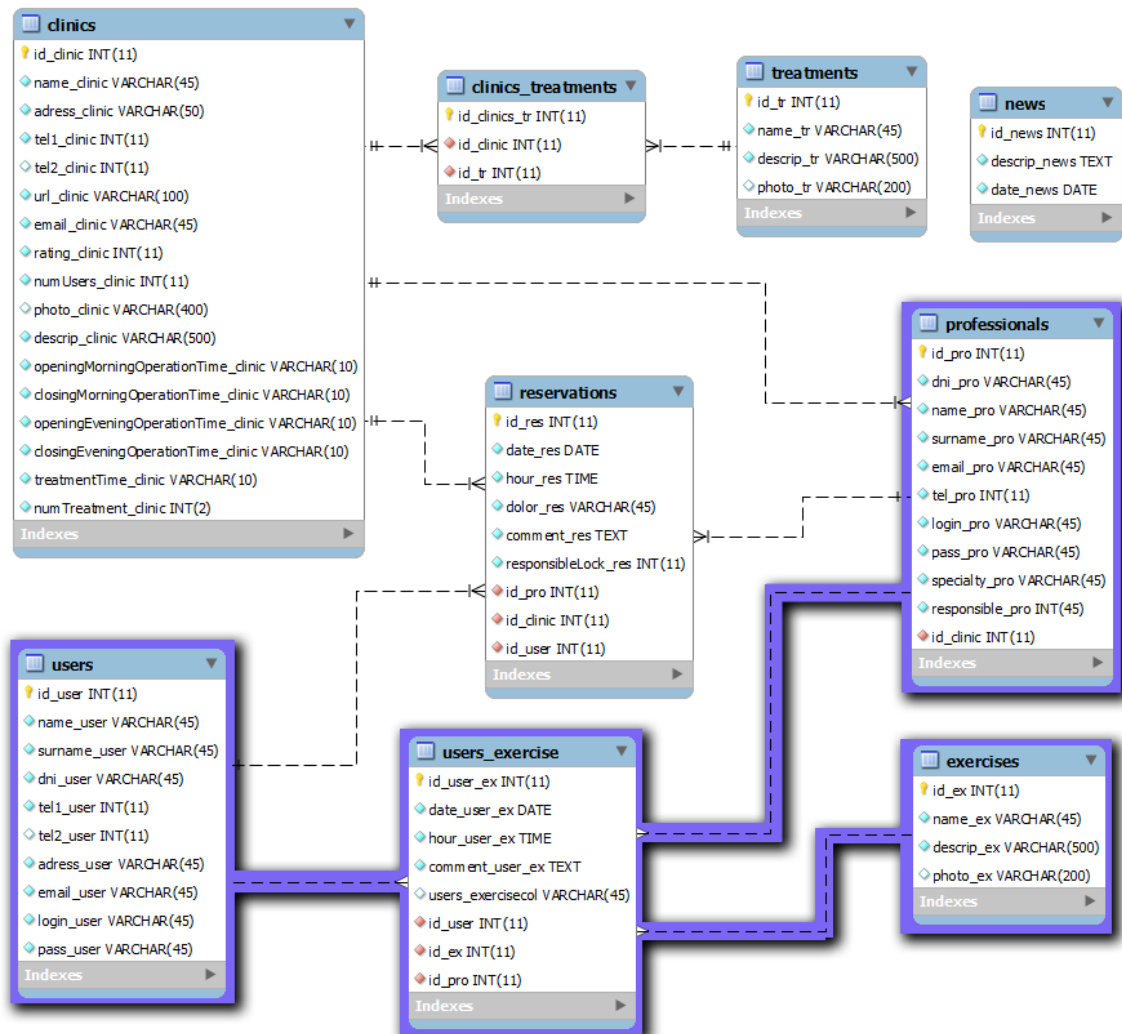 clinics
id_clinic INT(11)
name_clinic VARCHAR(45)
adress_clinic VARCHAR(50)
tel1_clinic INT(11)
tel2_clinic INT(11)
url_clinic VARCHAR(100)
email_clinic VARCHAR(45)
rating_clinic INT(11)
numUsers_clinic INT(11)
photo_clinic VARCHAR(400)
descrip_clinic VARCHAR(500)
openingMorningOperationTime_clinic VARCHAR(10)
closingMorningOperationTime_clinic VARCHAR(10)
openingEveningOperationTime_clinic VARCHAR(10)
closingEveningOperationTime_clinic VARCHAR(10)
treatmentTime_clinic VARCHAR(10)
numTreatment_clinic INT(2)
Indexes
clinics_treatments
id_clinics_tr INT(11)
id_clinic INT(11)
id_tr INT(11)
Indexes
treatments
id_tr INT(11)
name_tr VARCHAR(45)
descrip_tr VARCHAR(500)
photo_tr VARCHAR(200)
Indexes
news
id_news INT(11)
descrip_news TEXT
date_news DATE
Indexes
professionals
id_pro INT(11)
dni_pro VARCHAR(45)
name_pro VARCHAR(45)
surname_pro VARCHAR(45)
email_pro VARCHAR(45)
tel_pro INT(11)
login_pro VARCHAR(45)
pass_pro VARCHAR(45)
specialty_pro VARCHAR(45)
responsible_pro INT(45)
id_clinic INT(11)
Indexes
reservations
id_res INT(11)
date_res DATE
hour_res TIME
dolor_res VARCHAR(45)
comment_res TEXT
responsibleLock_res INT(11)
id_pro INT(11)
id_clinic INT(11)
id_user INT(11)
Indexes
users
id_user INT(11)
name_user VARCHAR(45)
surname_user VARCHAR(45)
dni_user VARCHAR(45)
tel1_user INT(11)
tel2_user INT(11)
adress_user VARCHAR(45)
email_user VARCHAR(45)
login_user VARCHAR(45)
pass_user VARCHAR(45)
Indexes
users_exercise
id_user_ex INT(11)
date_user_ex DATE
hour_user_ex TIME
comment_user_ex TEXT
users_exercisecol VARCHAR(45)
id_user INT(11)
id_ex INT(11)
id_pro INT(11)
Indexes
exercises
id_ex INT(11)
name_ex VARCHAR(45)
descrip_ex VARCHAR(500)
photo_ex VARCHAR(200)
Indexes